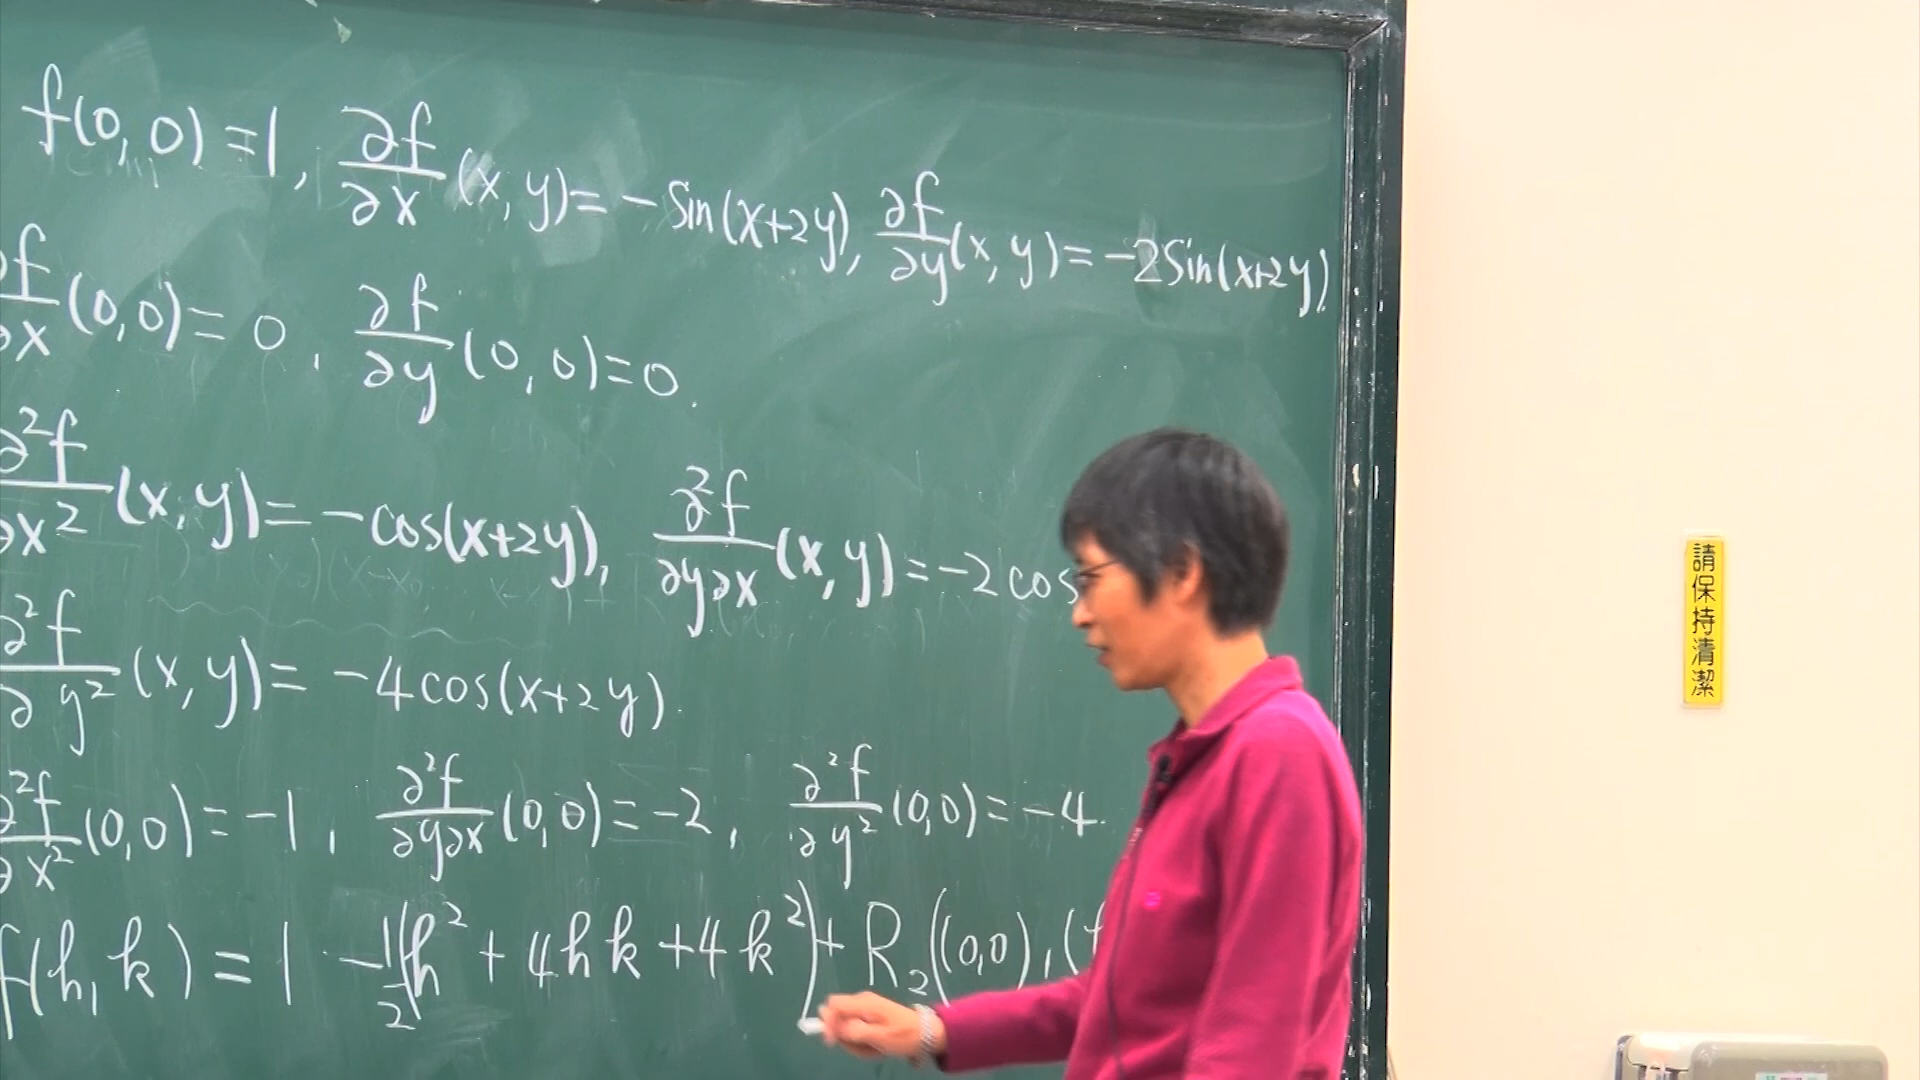 f(0,0)=1, ∂f/∂x (x,y)=-Sin(x+2y), ∂f/∂y (x,y)=-2Sin(x+2y).
∂f/∂x (0,0)=0, ∂f/∂y (0,0)=0.
∂²f/∂x² (x,y)=-cos(x+2y), ∂²f/∂y∂x (x,y)=-2cos
∂²f/∂y² (x,y)=-4cos(x+2y).
∂²f/∂x² (0,0)=-1, ∂²f/∂y∂x (0,0)=-2, ∂²f/∂y² (0,0)=-4.
f(h,k)=1-1/2(h²+4hk+4k²)+R₂((0,0),(
請保持清潔